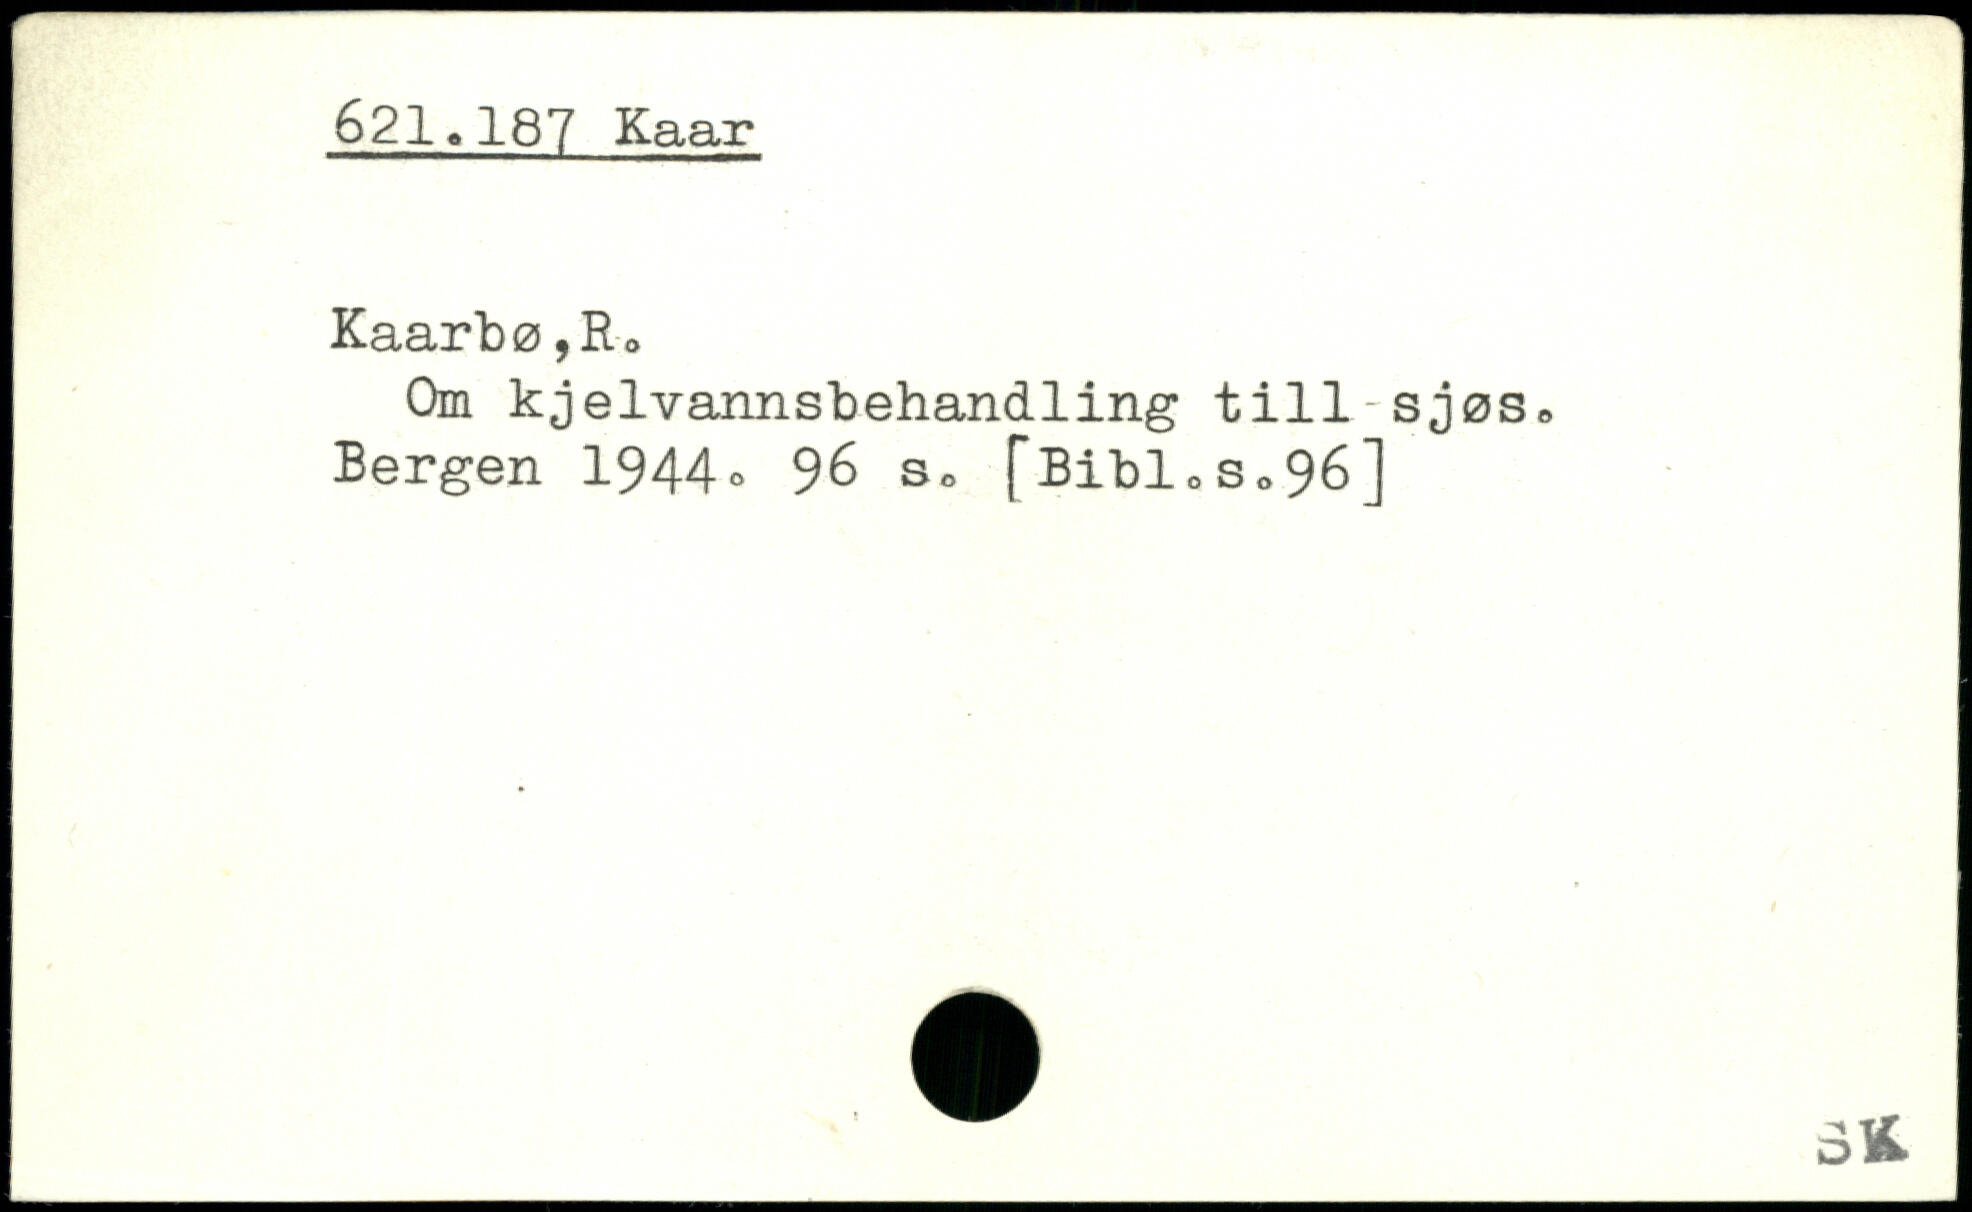 621.187 Kaar
Kaarbø,R.
Om kjelvannsbehandling till sjøs.
Bergen 1944. 96 s. [Bibl.s.96]
SK